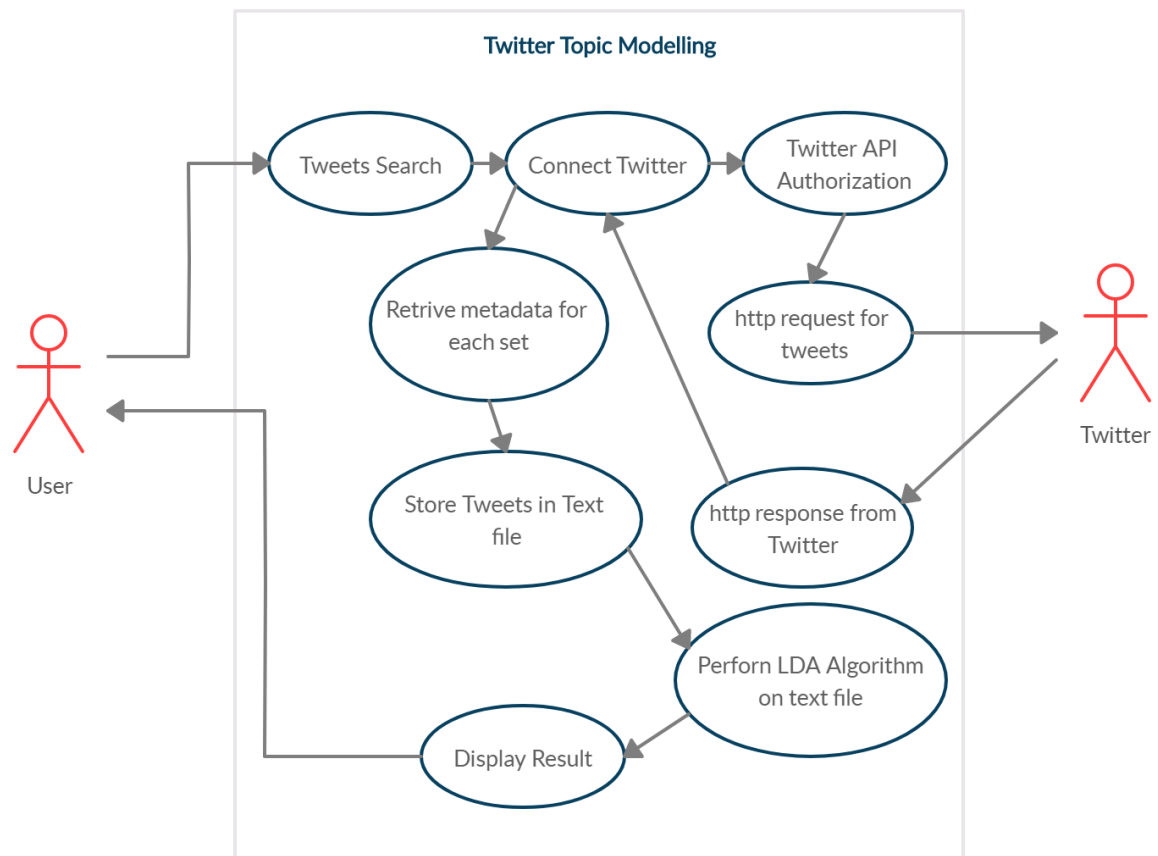 Twitter Topic Modelling
Tweets Search
Connect Twitter
Twitter API
Authorization
Retrive metadata for
each set
http request for
tweets
User
Twitter
Store Tweets in Text
file
http response from
Twitter
Perforn LDA Algorithm
on text file
Display Result